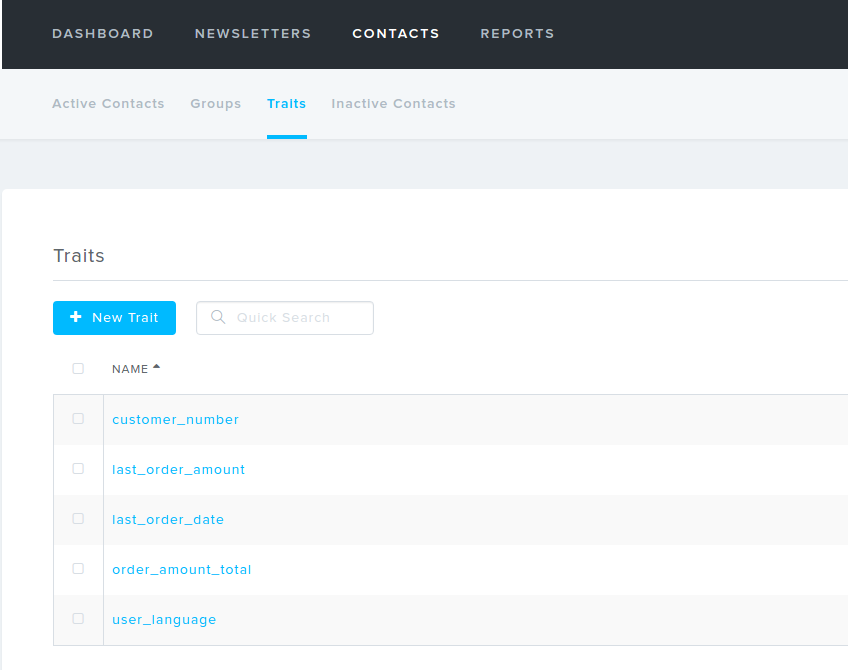 DASHBOARD NEWSLETTERS CONTACTS REPORTS
Active Contacts Groups Traits Inactive Contacts
Traits
New Trait Quick Search
NAME
customer_number
last_order_amount
last_order_date
order_amount_total
user_language